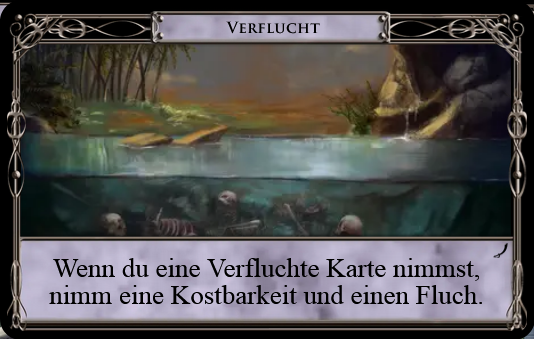 Verflucht
Wenn du eine Verfluchte Karte nimmst,
nimm eine Kostbarkeit und einen Fluch.